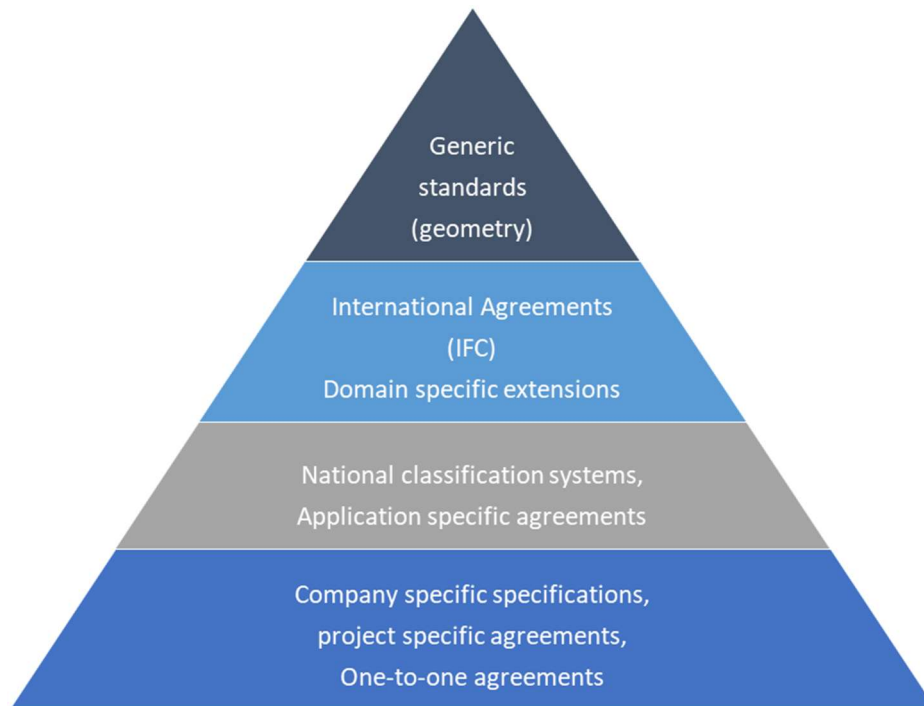 Generic
standards
(geometry)
International Agreements
(IFC)
Domain specific extensions
National classification systems,
Application specific agreements
Company specific specifications,
project specific agreements,
One-to-one agreements